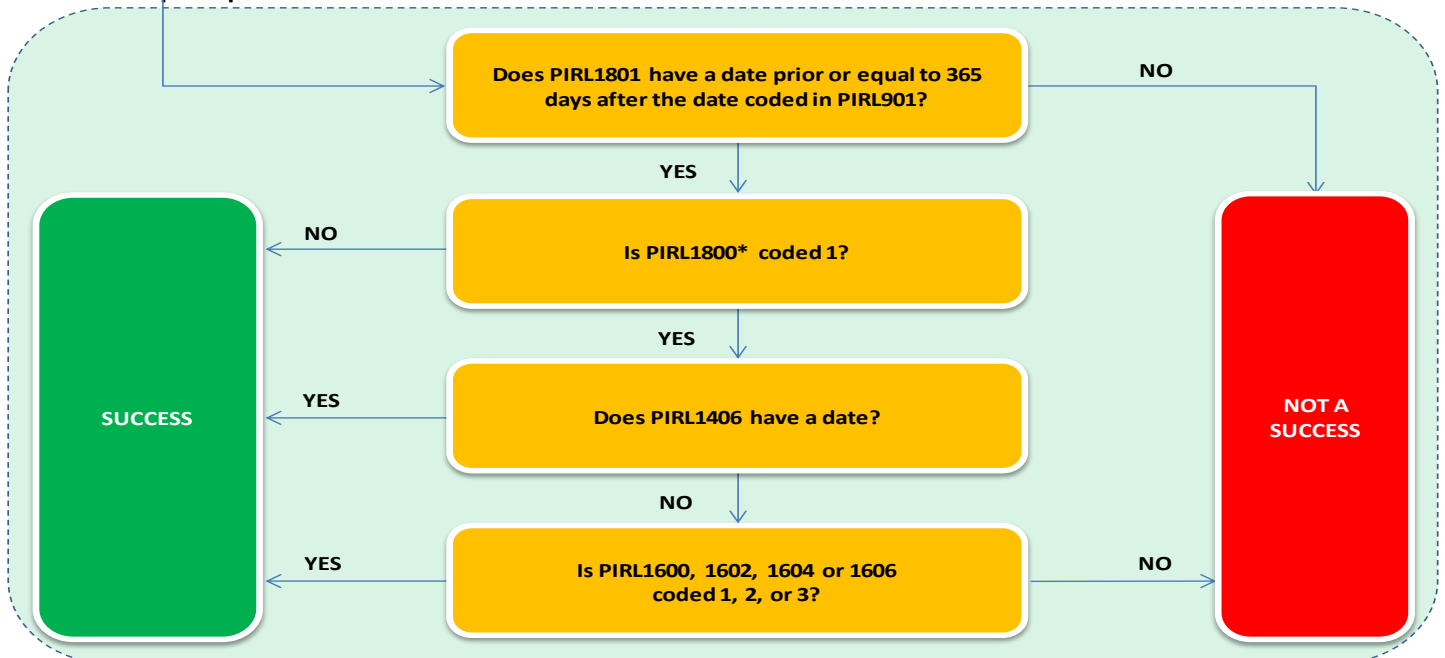 Does PIRL1801 have a date prior or equal to 365
days after the date coded in PIRL901?
NO
YES
NO
Is PIRL1800* coded 1?
YES
SUCCESS
YES
Does PIRL1406 have a date?
NOT A
SUCCESS
NO
YES
Is PIRL1600, 1602, 1604 or 1606
coded 1, 2, or 3?
NO